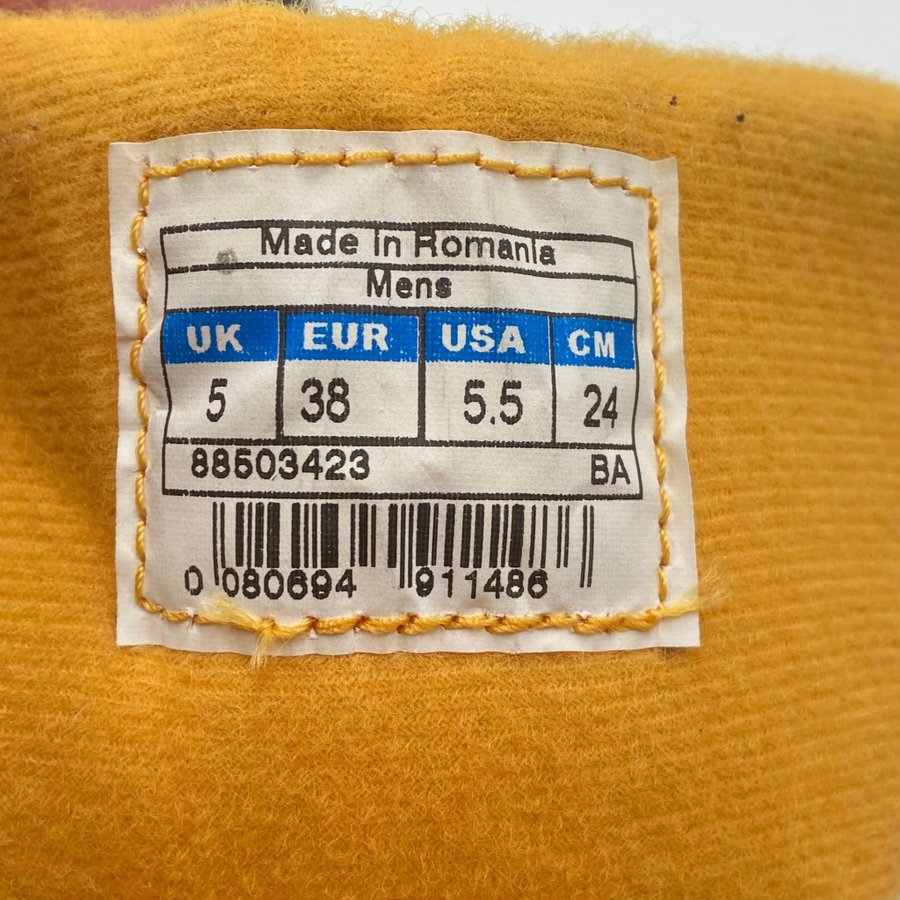 Made in Romania
Mens
UK EUR USA CM
5 38 5.5 24
88503423 BA
0 080694 911486